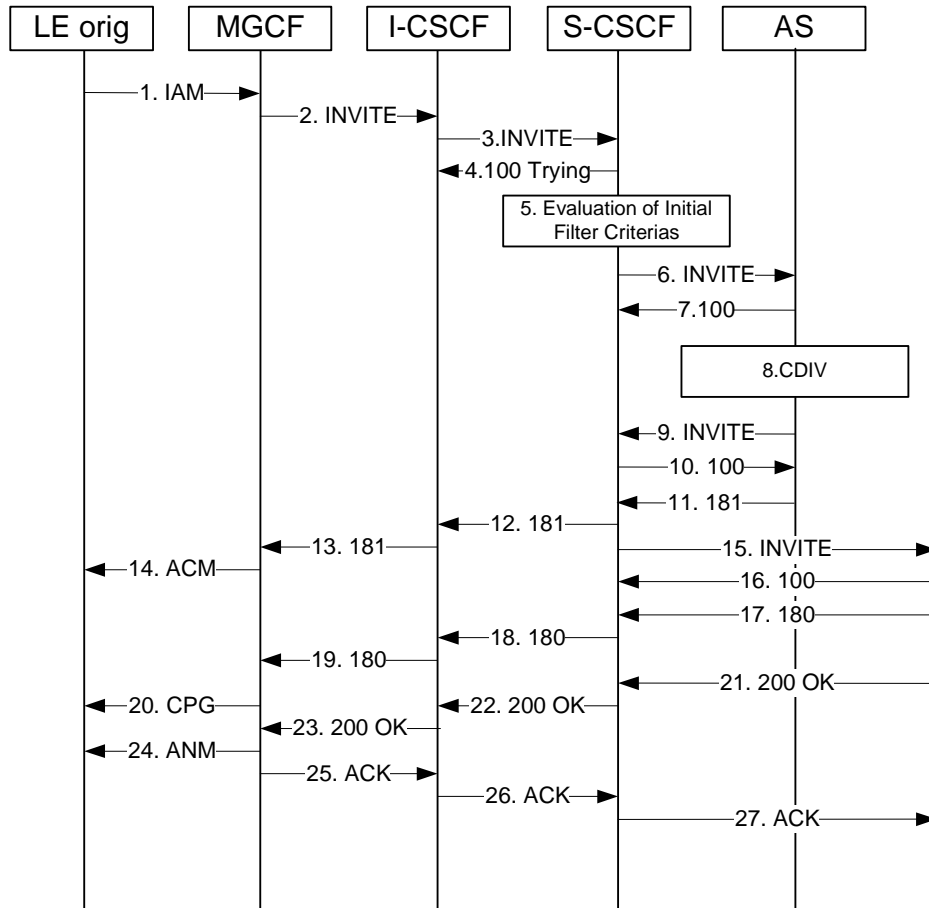 LE orig
MGCF
I-CSCF
S-CSCF
AS
1. IAM
2. INVITE
3.INVITE
4.100 Trying
5. Evaluation of Initial
Filter Criterias
6. INVITE
7.100
8.CDIV
9. INVITE
10. 100
11. 181
12. 181
13. 181
14. ACM
15. INVITE
16. 100
17. 180
18. 180
19. 180
20. CPG
21. 200 OK
22. 200 OK
23. 200 OK
24. ANM
25. ACK
26. ACK
27. ACK